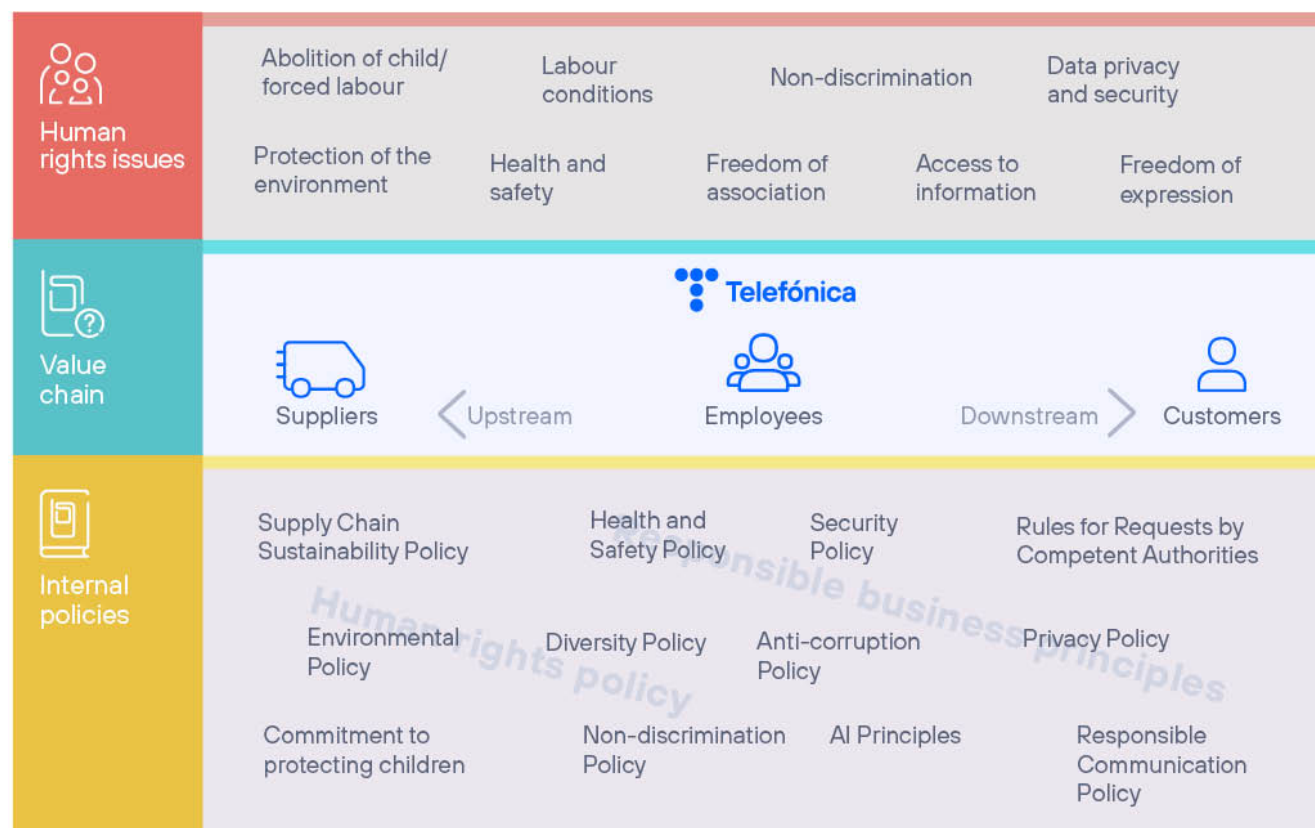 Human
rights issues
Abolition of child/
forced labour
Labour
conditions
Non-discrimination
Data privacy
and security
Protection of the
environment
Health and
safety
Freedom of
association
Access to
information
Freedom of
expression
Value
chain
Telefónica
Suppliers
Upstream
Employees
Downstream
Customers
Internal
policies
Supply Chain
Sustainability Policy
Health and
Safety Policy
Security
Policy
Rules for Requests by
Competent Authorities
Responsible business principles
Human rights policy
Environmental
Policy
Diversity Policy
Anti-corruption
Policy
Privacy Policy
Commitment to
protecting children
Non-discrimination
Policy
AI Principles
Responsible
Communication
Policy